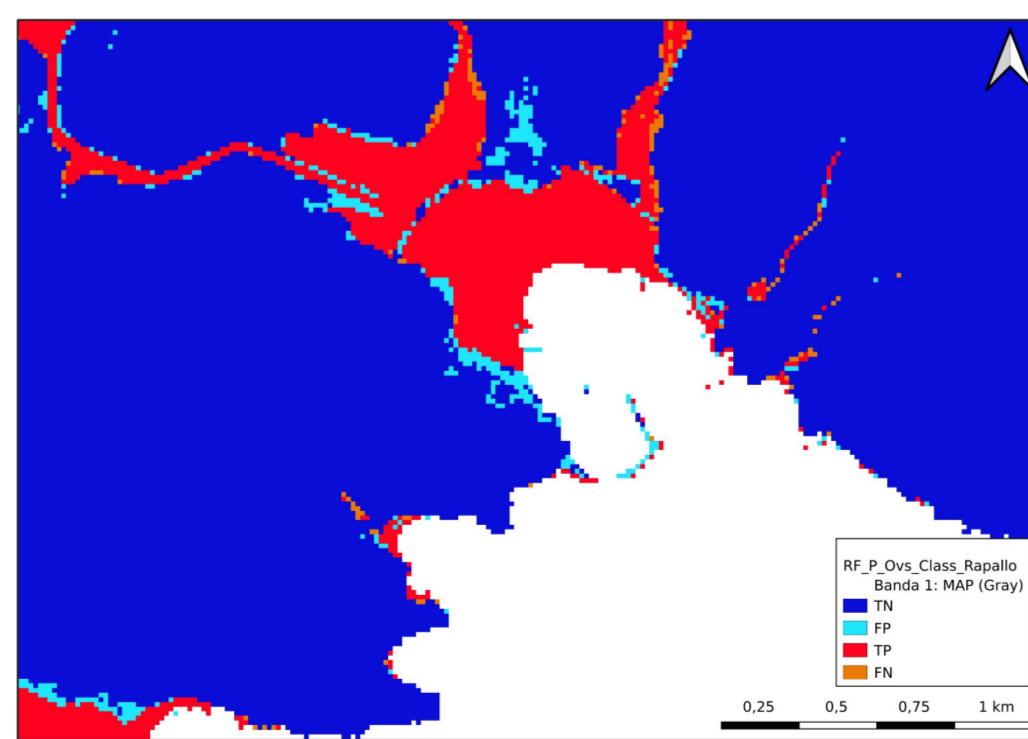 RF_P_Ovs_Class_Rapallo
Banda 1: MAP (Gray)
TN
FP
TP
FN
0,25 0,5 0,75 1 km